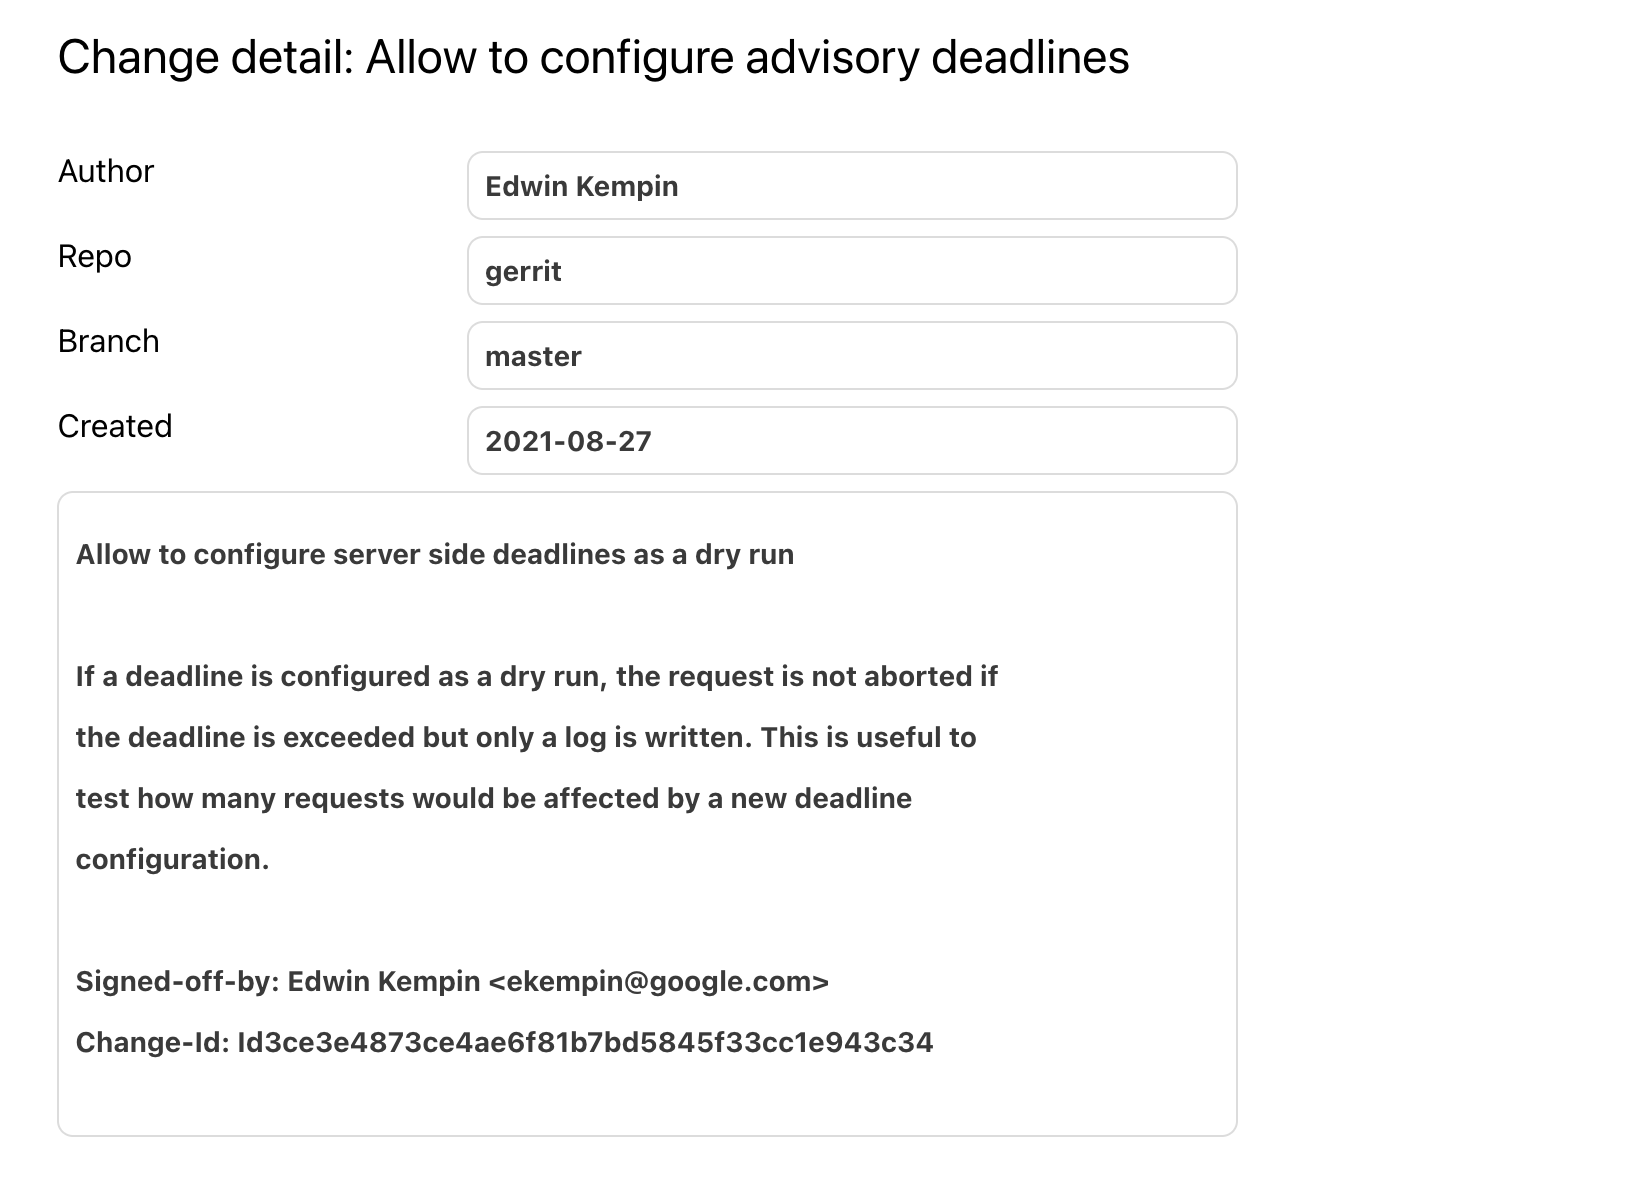 Change detail: Allow to configure advisory deadlines
Author
Edwin Kempin
Repo
gerrit
Branch
master
Created
2021-08-27
Allow to configure server side deadlines as a dry run
If a deadline is configured as a dry run, the request is not aborted if
the deadline is exceeded but only a log is written. This is useful to
test how many requests would be affected by a new deadline
configuration.
Signed-off-by: Edwin Kempin <ekempin@google.com>
Change-Id: Id3ce3e4873ce4ae6f81b7bd5845f33cc1e943c34